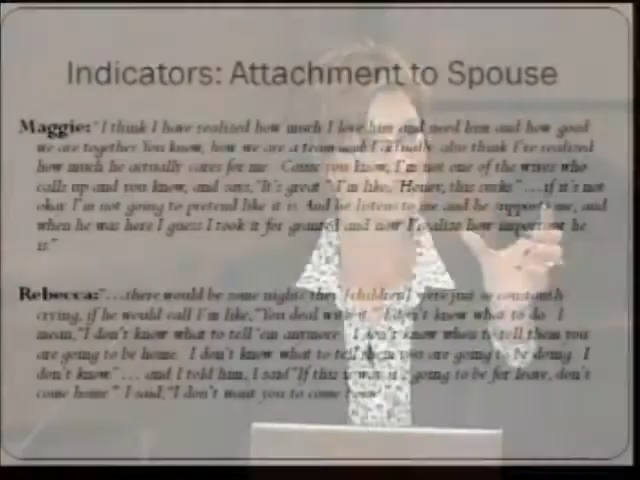 Indicators: Attachment to Spouse
Maggie: "I think I have realized how much I love him and need him and how good
we are together. You know, how we are a team and I actually also think I've realized
how much he actually cares for me. Cause you know, I'm not one of the wives who
calls up and you know, and says, "It's great." I'm like, "Honey, this sucks" ...if it's not
okay I'm not going to pretend like it is. And he listens to me and he supports me, and
when he was here I guess I took it for granted and now I realize how important he
is."
Rebecca: "...there would be some nights they [children] were just so constantly
crying, if he would call I'm like, "You deal with it." "I don't know what to do. I
mean, "I don't know what to tell 'em anymore. I don't know when to tell them you
are going to be home. I don't know what to tell them you are going to be doing. I
don't know" ... and I told him, I said "If this is going to be for leave, don't
come home." I said, "I don't want you to come home."